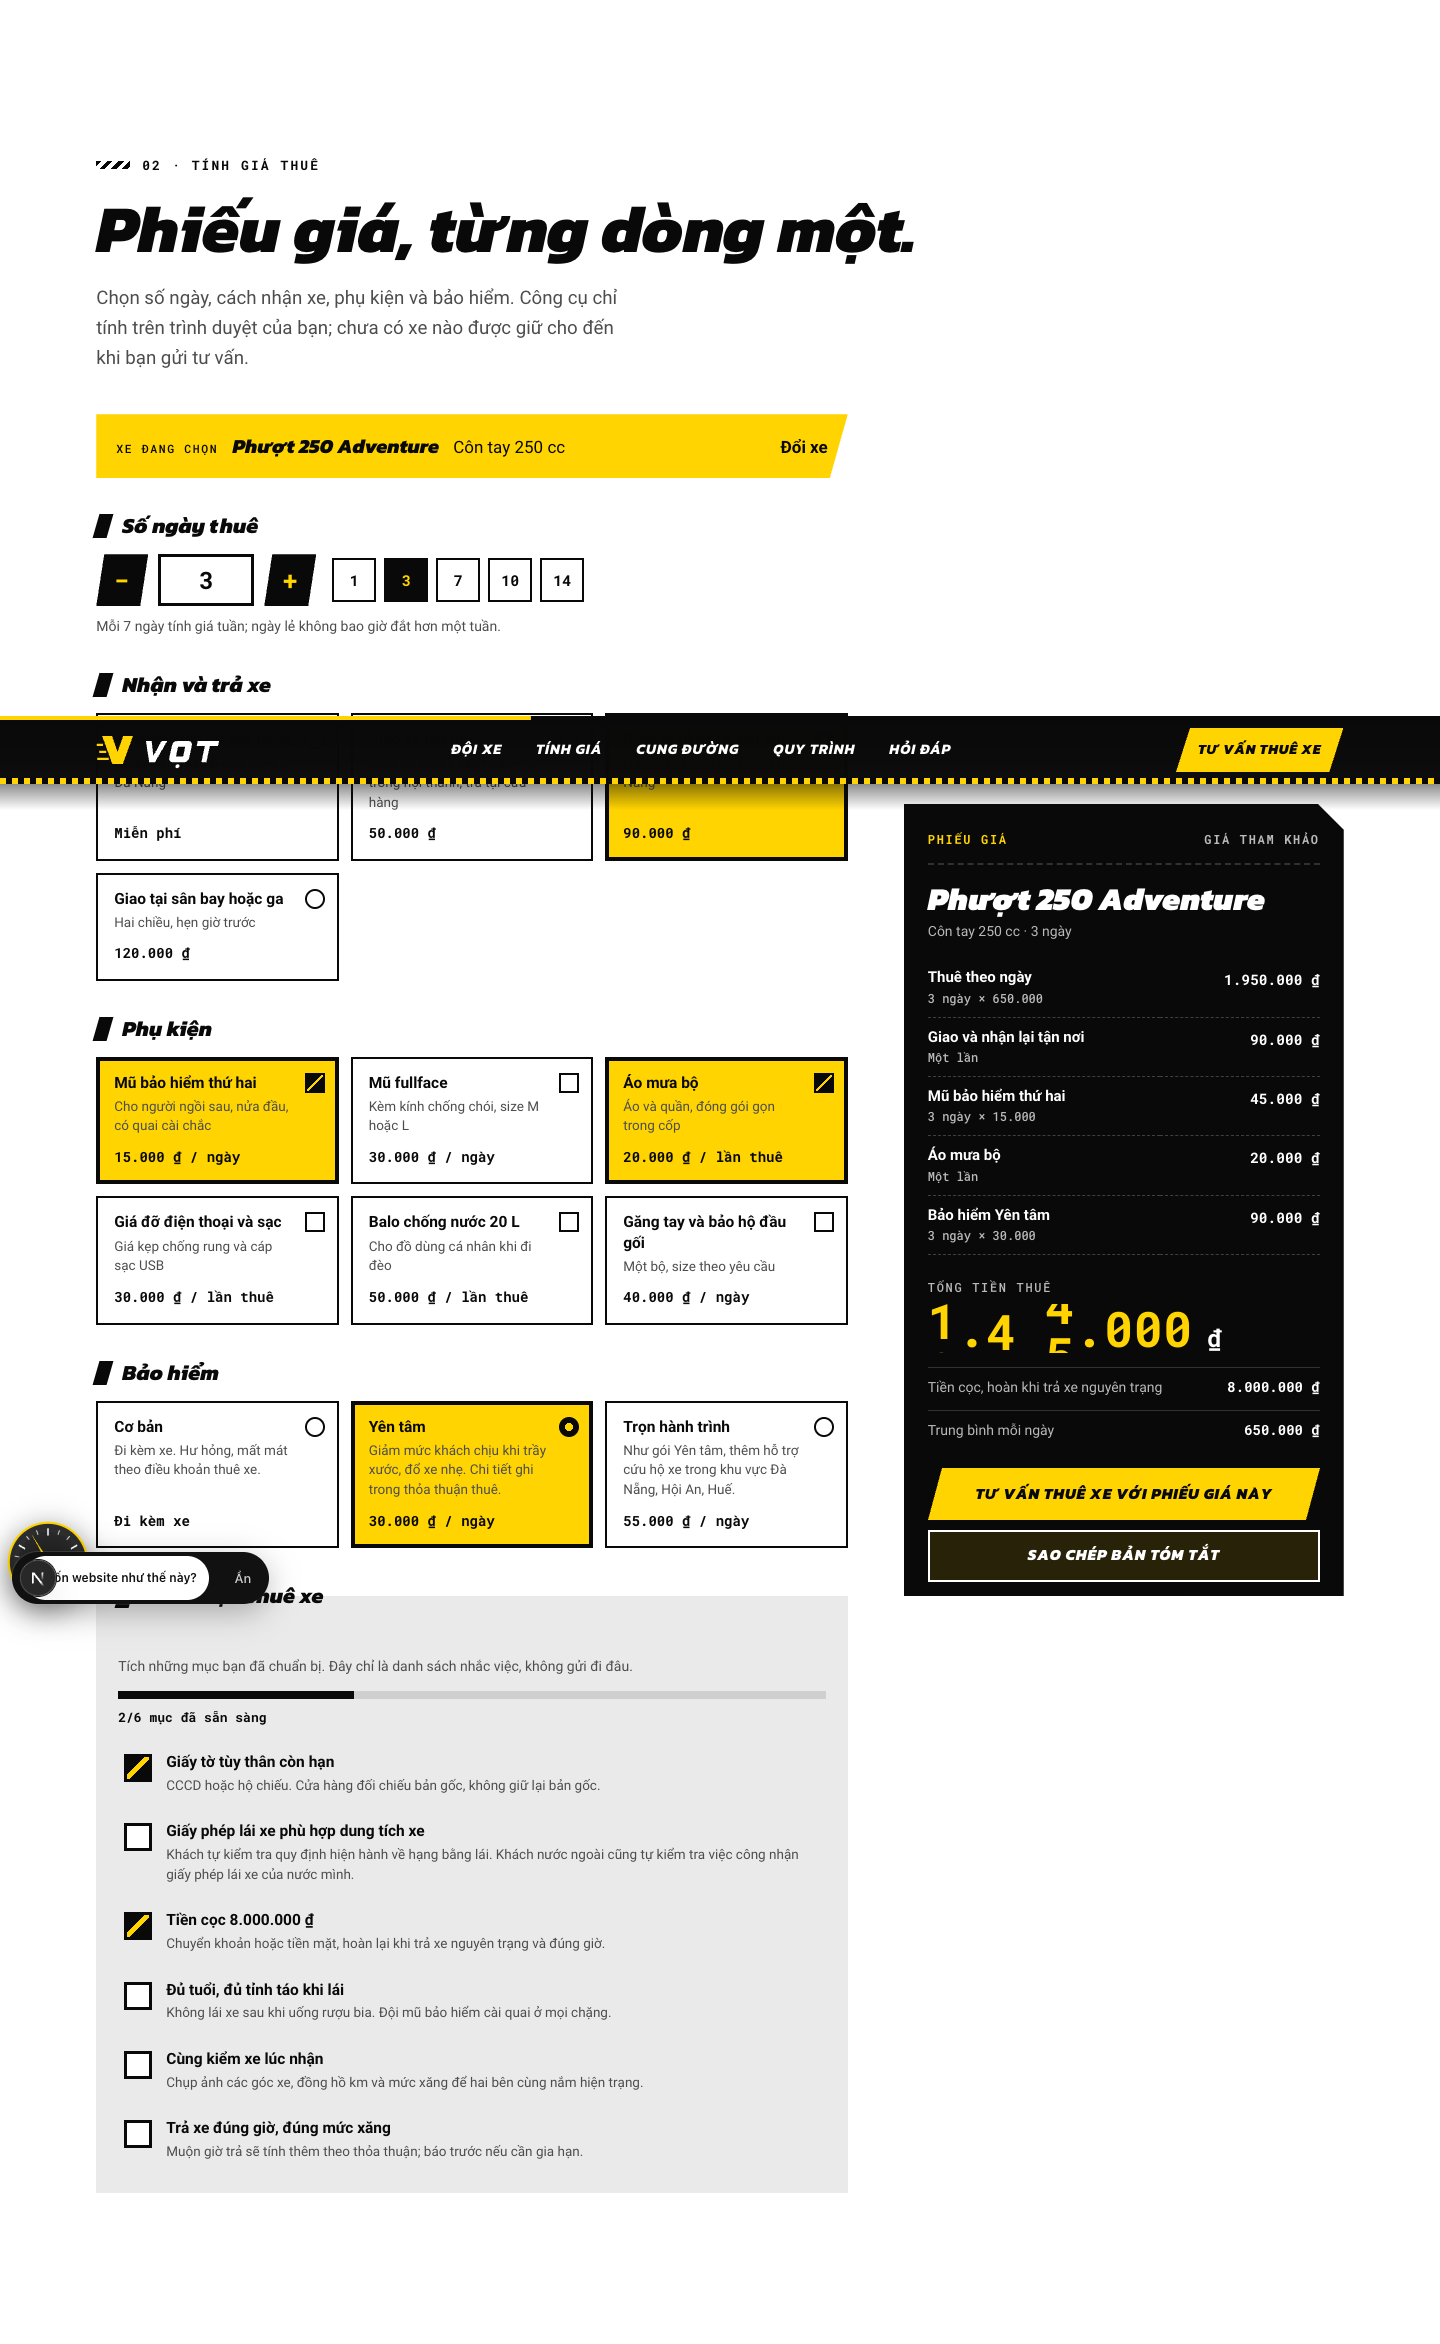 02 · TÍNH GIÁ THUÊ
Phiếu giá, từng dòng một.
Chọn số ngày, cách nhận xe, phụ kiện và bảo hiểm. Công cụ chỉ
tính trên trình duyệt của bạn; chưa có xe nào được giữ cho đến
khi bạn gửi tư vấn.
XE ĐANG CHỌN Phượt 250 Adventure Côn tay 250 cc Đổi xe
Số ngày thuê
− 3 + 1 3 7 10 14
Mỗi 7 ngày tính giá tuần; ngày lẻ không bao giờ đắt hơn một tuần.
Nhận và trả xe
VỌT ĐỘI XE TÍNH GIÁ CUNG ĐƯỜNG QUY TRÌNH HỎI ĐÁP TƯ VẤN THUÊ XE
hàng
Miễn phí
50.000 ₫
90.000 ₫
Giao tại sân bay hoặc ga
Hai chiều, hẹn giờ trước
120.000 ₫
Phụ kiện
Mũ bảo hiểm thứ hai
Cho người ngồi sau, nửa đầu,
có quai cài chắc
15.000 ₫ / ngày
Mũ fullface
Kèm kính chống chói, size M
hoặc L
30.000 ₫ / ngày
Áo mưa bộ
Áo và quần, đóng gói gọn
trong cốp
20.000 ₫ / lần thuê
Giá đỡ điện thoại và sạc
Giá kẹp chống rung và cáp
sạc USB
30.000 ₫ / lần thuê
Balo chống nước 20 L
Cho đồ dùng cá nhân khi đi
đèo
50.000 ₫ / lần thuê
Găng tay và bảo hộ đầu
gối
Một bộ, size theo yêu cầu
40.000 ₫ / ngày
Bảo hiểm
Cơ bản
Đi kèm xe. Hư hỏng, mất mát
theo điều khoản thuê xe.
Đi kèm xe
Yên tâm
Giảm mức khách chịu khi trầy
xước, đổ xe nhẹ. Chi tiết ghi
trong thỏa thuận thuê.
30.000 ₫ / ngày
Trọn hành trình
Như gói Yên tâm, thêm hỗ trợ
cứu hộ xe trong khu vực Đà
Nẵng, Hội An, Huế.
55.000 ₫ / ngày
PHIẾU GIÁ GIÁ THAM KHẢO
Phượt 250 Adventure
Côn tay 250 cc · 3 ngày
Thuê theo ngày 1.950.000 ₫
3 ngày × 650.000
Giao và nhận lại tận nơi 90.000 ₫
Một lần
Mũ bảo hiểm thứ hai 45.000 ₫
3 ngày × 15.000
Áo mưa bộ 20.000 ₫
Một lần
Bảo hiểm Yên tâm 90.000 ₫
3 ngày × 30.000
TỔNG TIỀN THUÊ
.000 ₫
Tiền cọc, hoàn khi trả xe nguyên trạng 8.000.000 ₫
Trung bình mỗi ngày 650.000 ₫
TƯ VẤN THUÊ XE VỚI PHIẾU GIÁ NÀY
SAO CHÉP BẢN TÓM TẮT
N website như thế này? Ẩn
thuê xe
Tích những mục bạn đã chuẩn bị. Đây chỉ là danh sách nhắc việc, không gửi đi đâu.
2/6 mục đã sẵn sàng
Giấy tờ tùy thân còn hạn
CCCD hoặc hộ chiếu. Cửa hàng đối chiếu bản gốc, không giữ lại bản gốc.
Giấy phép lái xe phù hợp dung tích xe
Khách tự kiểm tra quy định hiện hành về hạng bằng lái. Khách nước ngoài cũng tự kiểm tra việc công nhận
giấy phép lái xe của nước mình.
Tiền cọc 8.000.000 ₫
Chuyển khoản hoặc tiền mặt, hoàn lại khi trả xe nguyên trạng và đúng giờ.
Đủ tuổi, đủ tỉnh táo khi lái
Không lái xe sau khi uống rượu bia. Đội mũ bảo hiểm cài quai ở mọi chặng.
Cùng kiểm xe lúc nhận
Chụp ảnh các góc xe, đồng hồ km và mức xăng để hai bên cùng nắm hiện trạng.
Trả xe đúng giờ, đúng mức xăng
Muộn giờ trả sẽ tính thêm theo thỏa thuận; báo trước nếu cần gia hạn.